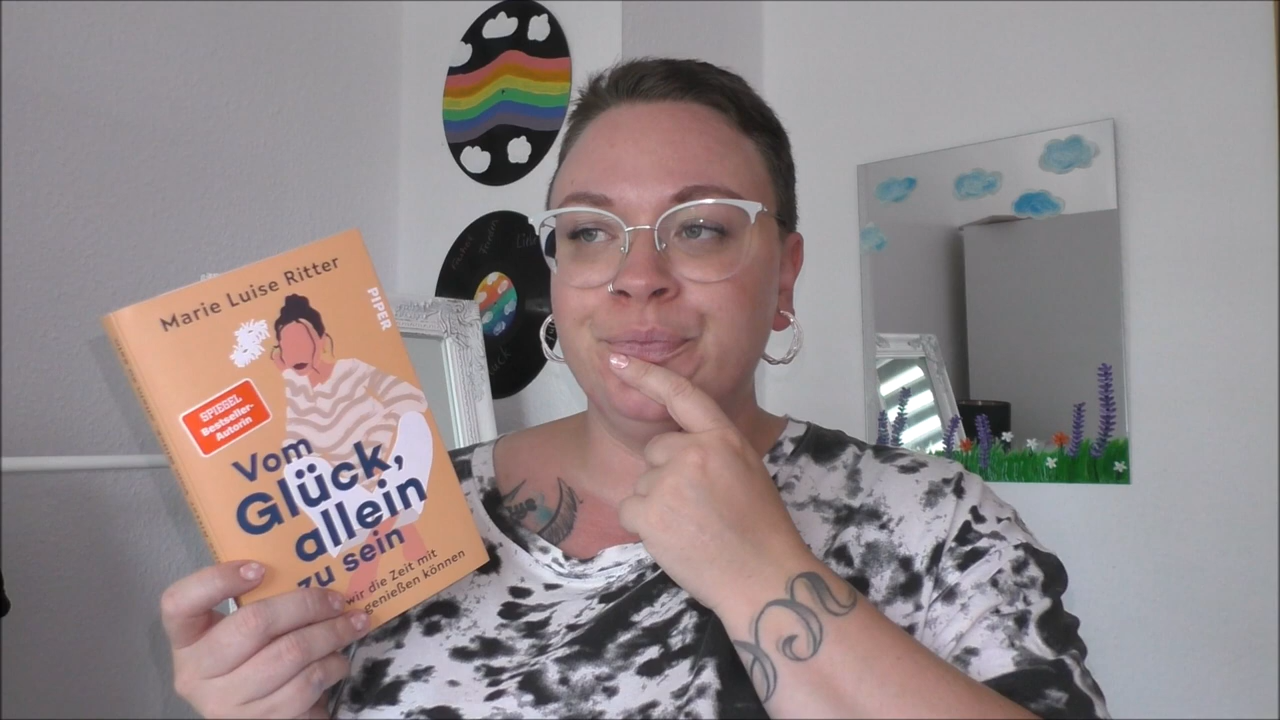 Marie Luise Ritter
PIPER
SPIEGEL
Bestseller-
Autorin
Vom
Glück,
allein
zu sein
wir die Zeit mit
genießen können